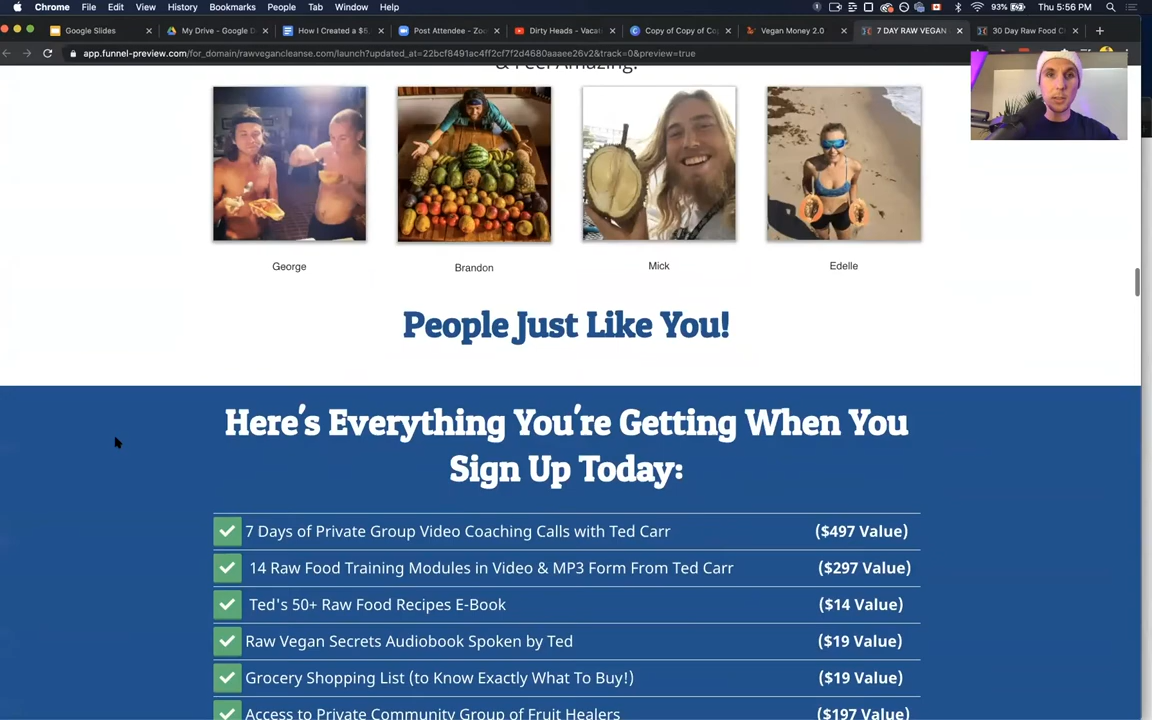 Chrome File Edit View History Bookmarks People Tab Window Help 93% Thu 5:56 PM
Google Slides My Drive - Google D How I Created a $5, Post Attendee - Zoo Dirty Heads - Vacat Copy of Copy of Co Vegan Money 2.0 7 DAY RAW VEGAN 30 Day Raw Food C
app.funnel-preview.com/for_domain/rawvegancleanse.com/launch?updated_at=22bcf8491ac4ff2cf7f2d4680aaaee26v2&track=0&preview=true
& Feel Amazing!
George Brandon Mick Edelle
People Just Like You!
Here's Everything You're Getting When You
Sign Up Today:
7 Days of Private Group Video Coaching Calls with Ted Carr ($497 Value)
14 Raw Food Training Modules in Video & MP3 Form From Ted Carr ($297 Value)
Ted's 50+ Raw Food Recipes E-Book ($14 Value)
Raw Vegan Secrets Audiobook Spoken by Ted ($19 Value)
Grocery Shopping List (to Know Exactly What To Buy!) ($19 Value)
Access to Private Community Group of Fruit Healers ($197 Value)